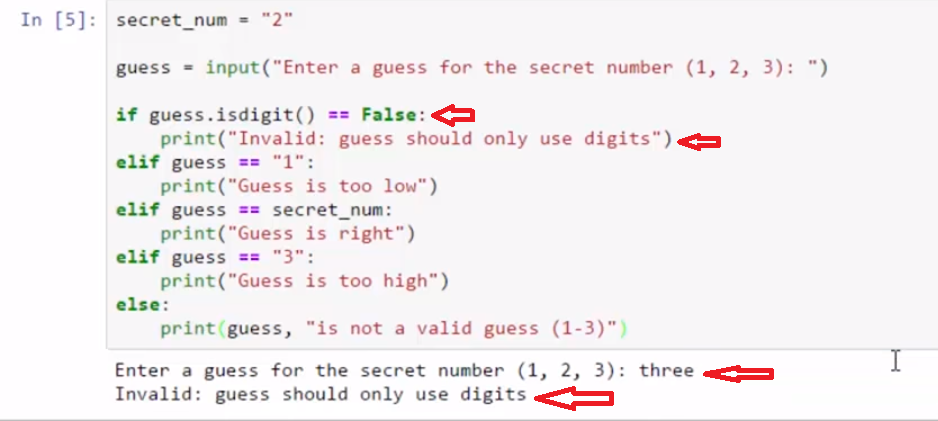 In [5]: secret_num = "2"
guess = input("Enter a guess for the secret number (1, 2, 3): ")
if guess.isdigit() == False:
    print("Invalid: guess should only use digits")
elif guess == "1":
    print("Guess is too low")
elif guess == secret_num:
    print("Guess is right")
elif guess == "3":
    print("Guess is too high")
else:
    print(guess, "is not a valid guess (1-3)")
Enter a guess for the secret number (1, 2, 3): three
Invalid: guess should only use digits